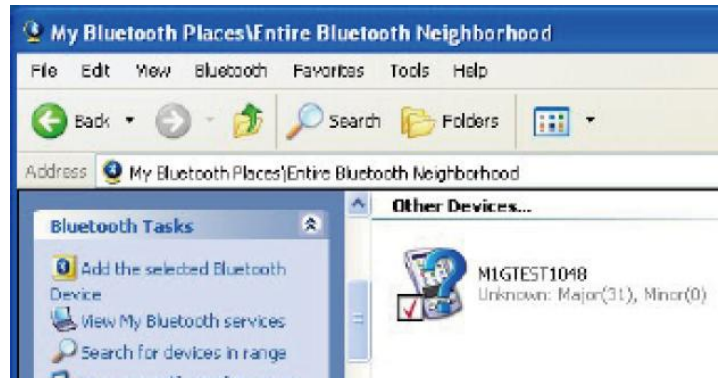 My Bluetooth Places\Entire Bluetooth Neighborhood
File Edit View Bluetooth Favorites Tools Help
Back Search Folders
Address My Bluetooth Places\Entire Bluetooth Neighborhood
Bluetooth Tasks
Add the selected Bluetooth
Device
View My Bluetooth services
Search for devices in range
Other Devices...
M1GTEST1048
Unknown: Major(31), Minor(0)